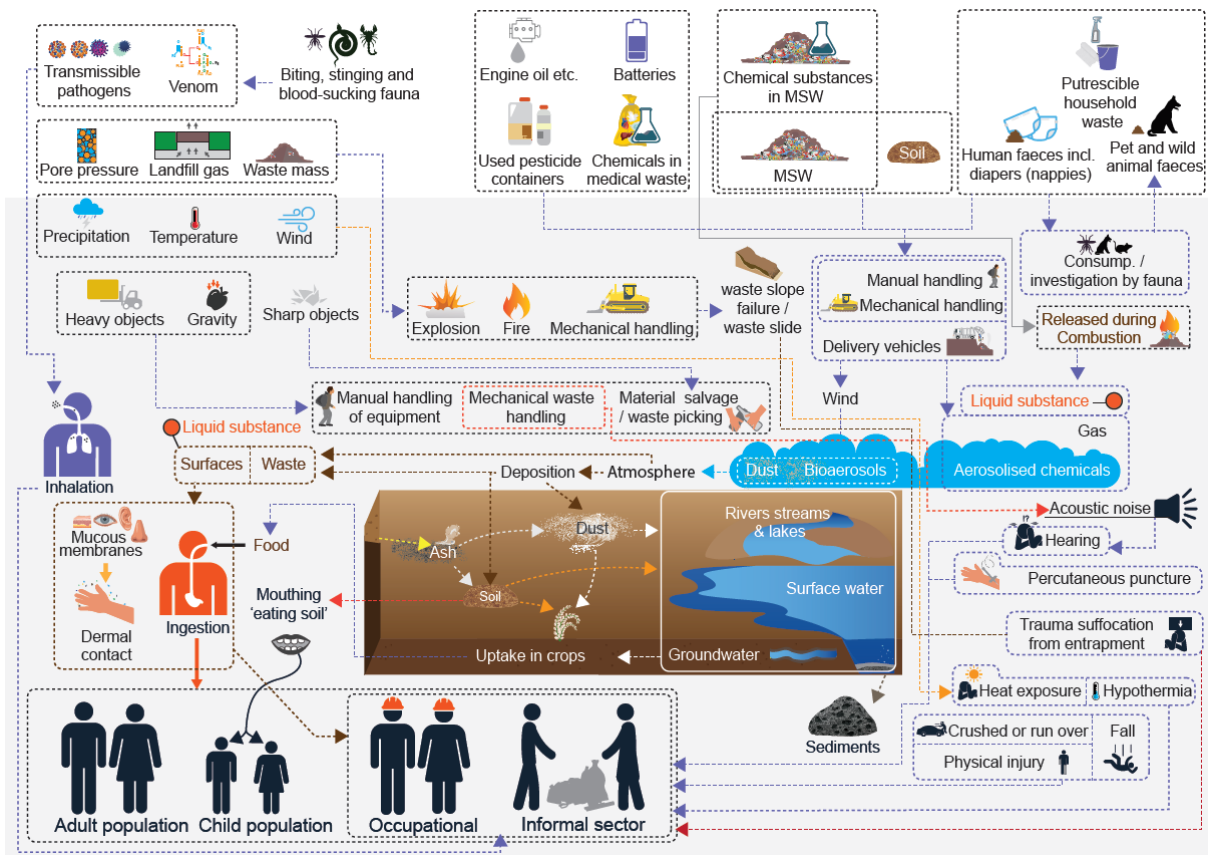 Transmissible
pathogens
Venom
Biting, stinging and
blood-sucking fauna
Engine oil etc.
Batteries
Used pesticide
containers
Chemicals in
medical waste
Chemical substances
in MSW
MSW
Soil
Putrescible
household
waste
Human faeces incl.
diapers (nappies)
Pet and wild
animal faeces
Pore pressure
Landfill gas
Waste mass
Precipitation
Temperature
Wind
Heavy objects
Gravity
Sharp objects
Explosion
Fire
Mechanical handling
waste slope
failure /
waste slide
Manual handling
Mechanical handling
Delivery vehicles
Consump. /
investigation by fauna
Released during
Combustion
Manual handling
of equipment
Mechanical waste
handling
Material salvage
/ waste picking
Wind
Liquid substance
Gas
Liquid substance
Surfaces
Waste
Inhalation
Deposition
Atmosphere
Dust
Bioaerosols
Aerosolised chemicals
Acoustic noise
Hearing
Percutaneous puncture
Mucous
membranes
Food
Ash
Dust
Rivers streams
& lakes
Surface water
Soil
Mouthing
‘eating soil’
Dermal
contact
Ingestion
Uptake in crops
Groundwater
Trauma suffocation
from entrapment
Heat exposure
Hypothermia
Sediments
Crushed or run over
Fall
Physical injury
Adult population
Child population
Occupational
Informal sector